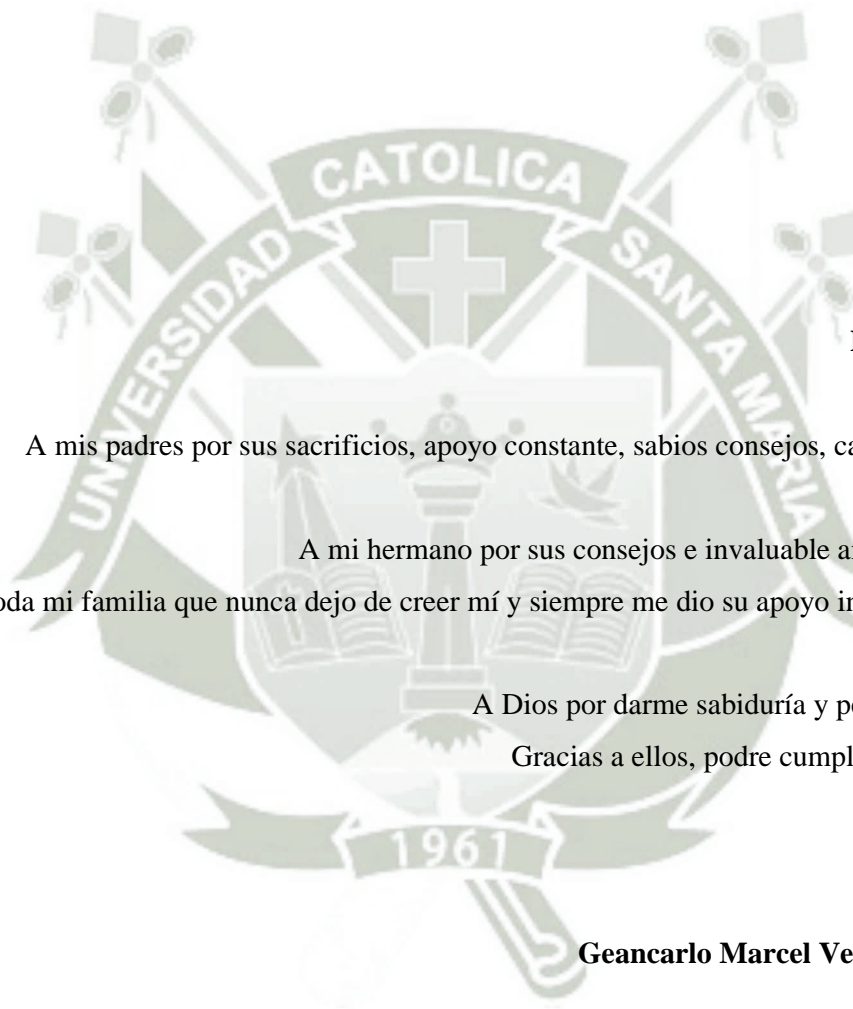 CATOLICA
UNIVERSIDAD
SANTA MARIA
A mis padres por sus sacrificios, apoyo constante, sabios consejos,
A mi hermano por sus consejos e invaluable
mi familia que nunca dejo de creer mí y siempre me dio su apoyo
A Dios por darme sabiduría y
Gracias a ellos, podre
1961
Geancarlo Marcel